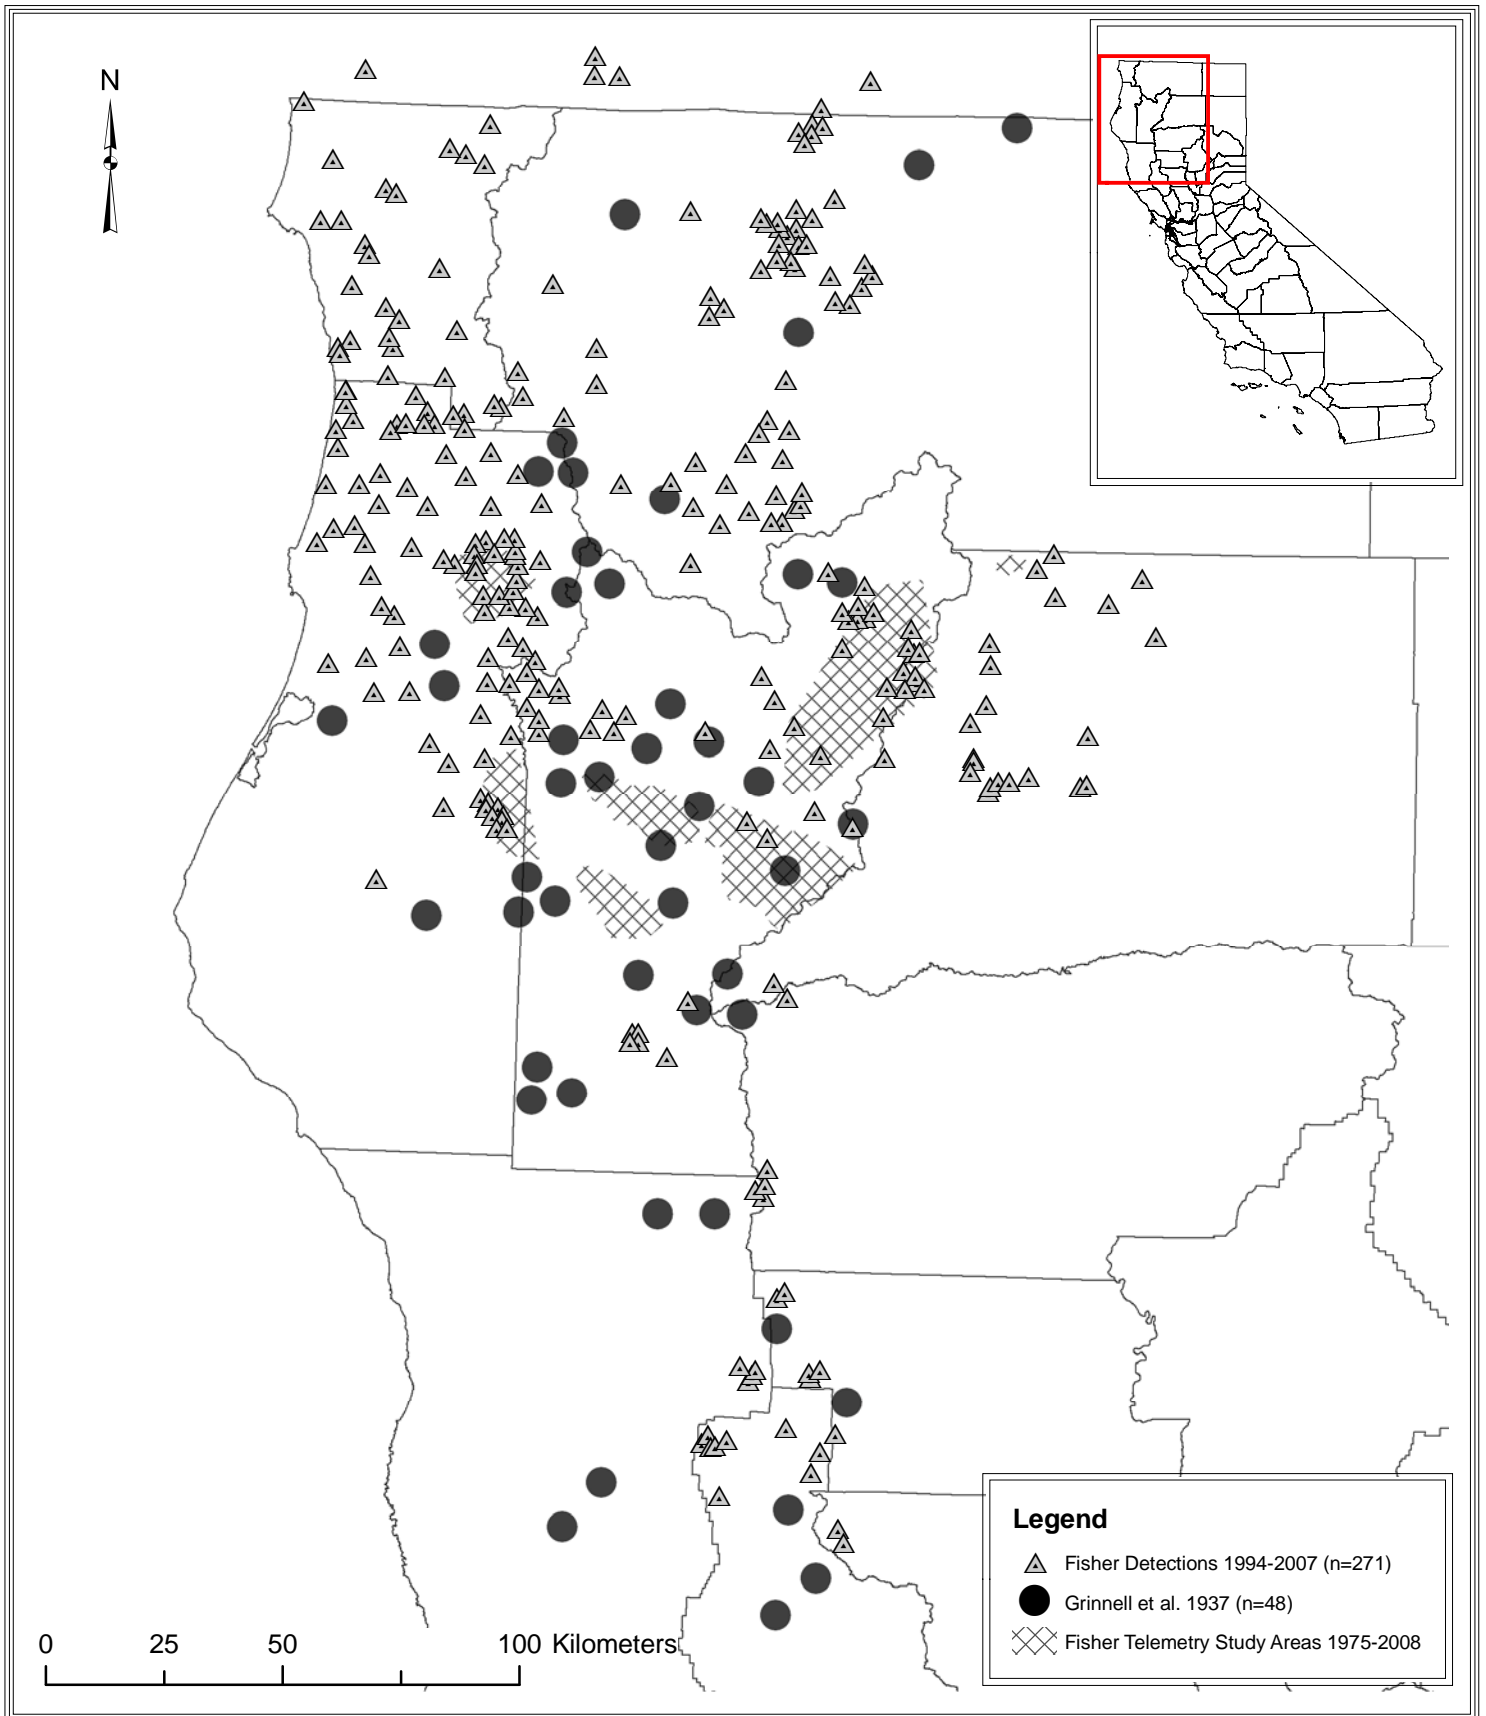 N
Legend
Fisher Detections 1994-2007 (n=271)
Grinnell et al. 1937 (n=48)
Fisher Telemetry Study Areas 1975-2008
0 25 50 100 Kilometers